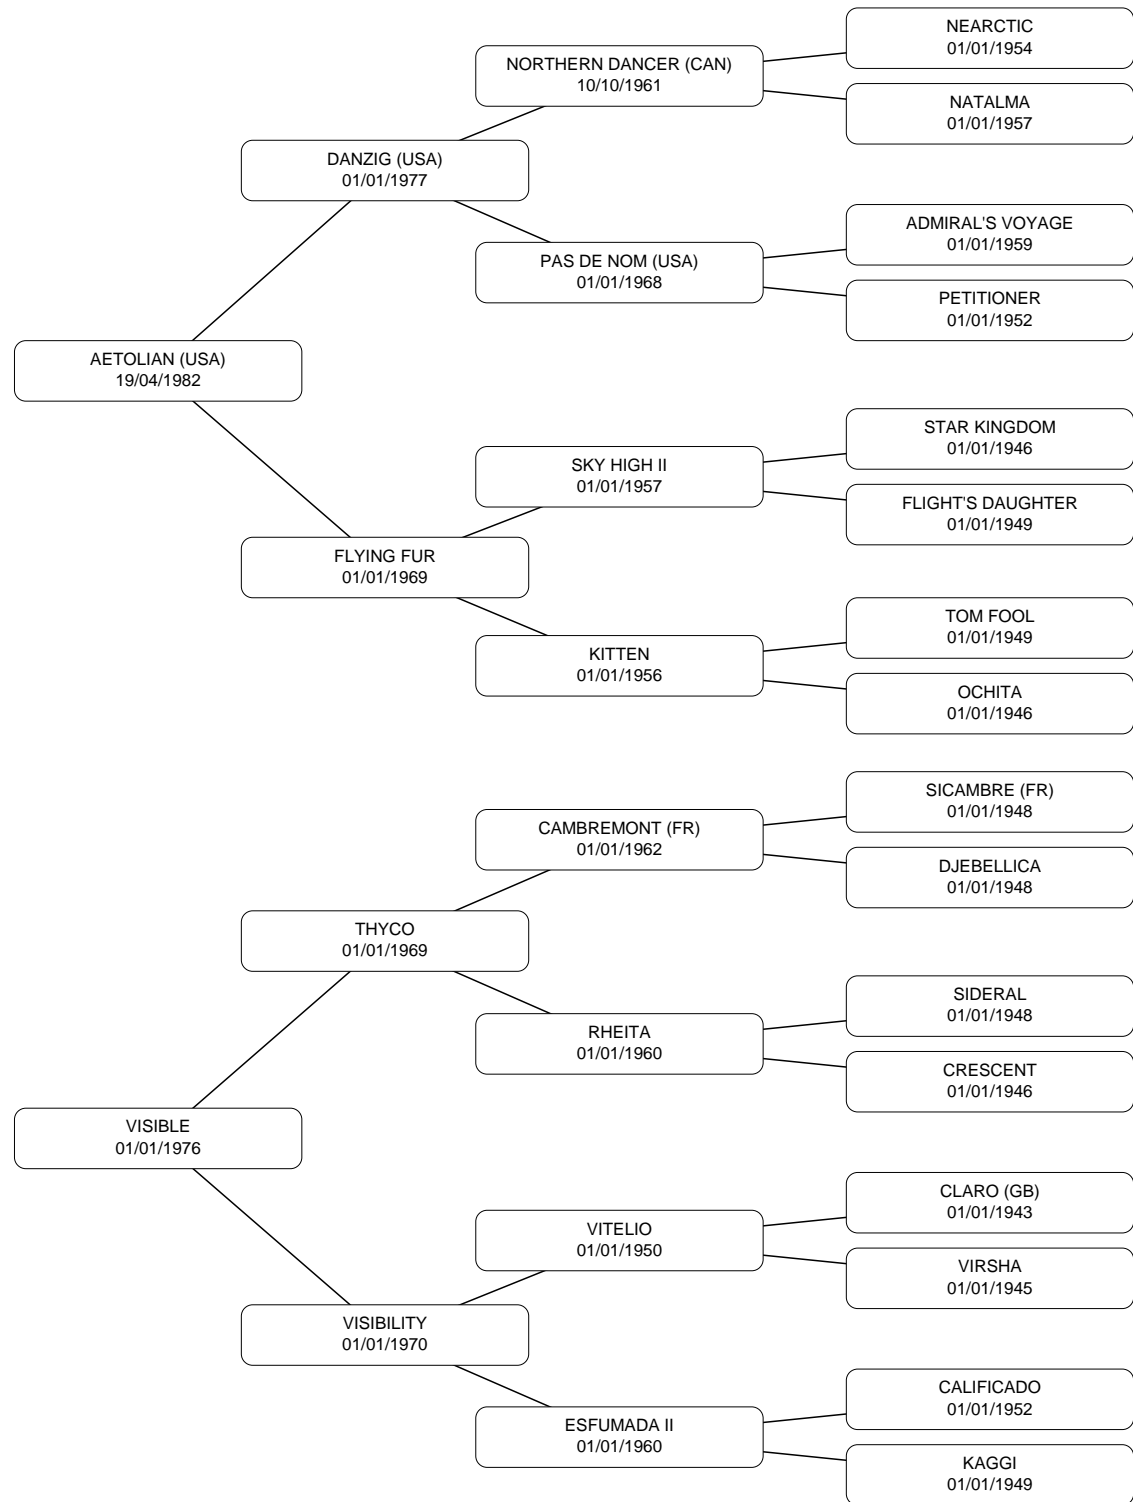 NEARCTIC
01/01/1954
NORTHERN DANCER (CAN)
10/10/1961
NATALMA
01/01/1957
DANZIG (USA)
01/01/1977
ADMIRAL'S VOYAGE
01/01/1959
PAS DE NOM (USA)
01/01/1968
PETITIONER
01/01/1952
AETOLIAN (USA)
19/04/1982
STAR KINGDOM
01/01/1946
SKY HIGH II
01/01/1957
FLIGHT'S DAUGHTER
01/01/1949
FLYING FUR
01/01/1969
TOM FOOL
01/01/1949
KITTEN
01/01/1956
OCHITA
01/01/1946
SICAMBRE (FR)
01/01/1948
CAMBREMONT (FR)
01/01/1962
DJEBELLICA
01/01/1948
THYCO
01/01/1969
SIDERAL
01/01/1948
RHEITA
01/01/1960
CRESCENT
01/01/1946
VISIBLE
01/01/1976
CLARO (GB)
01/01/1943
VITELIO
01/01/1950
VIRSHA
01/01/1945
VISIBILITY
01/01/1970
CALIFICADO
01/01/1952
ESFUMADA II
01/01/1960
KAGGI
01/01/1949